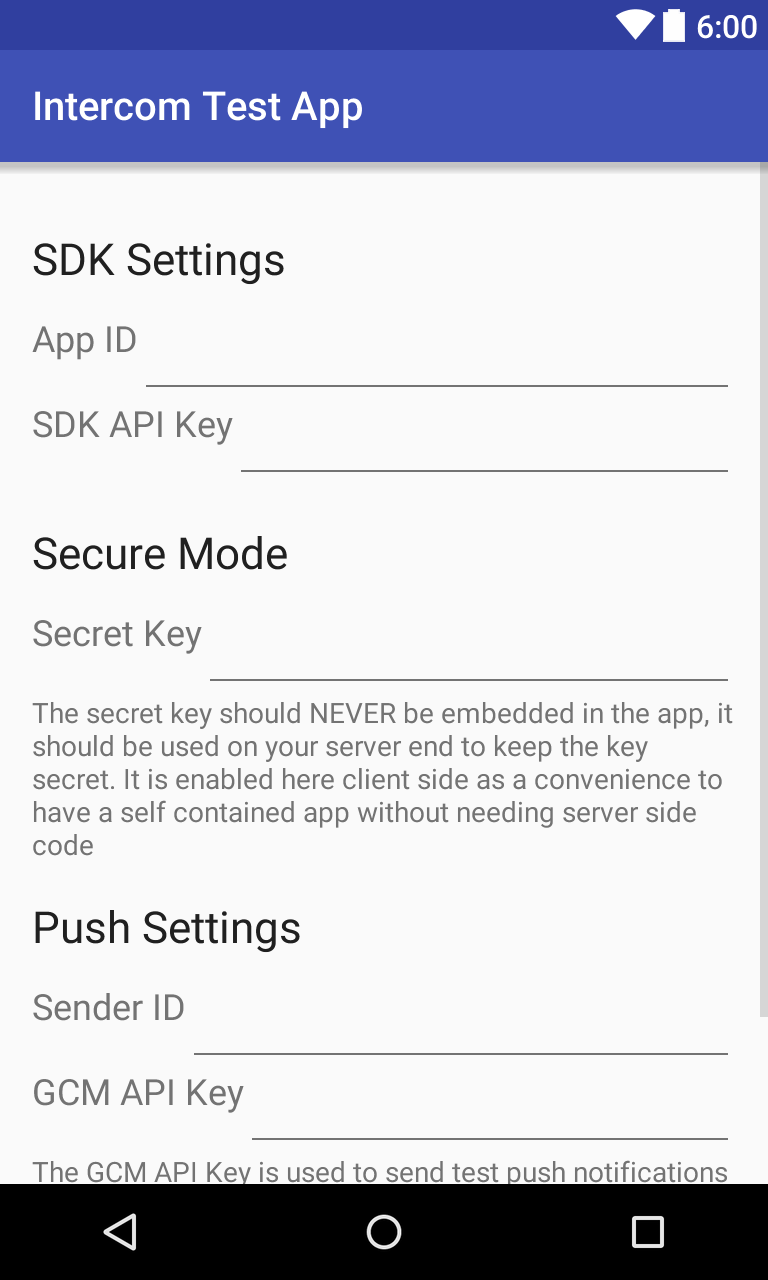 6:00
Intercom Test App
SDK Settings
App ID
SDK API Key
Secure Mode
Secret Key
The secret key should NEVER be embedded in the app, it
should be used on your server end to keep the key
secret. It is enabled here client side as a convenience to
have a self contained app without needing server side
code
Push Settings
Sender ID
GCM API Key
The GCM API Key is used to send test push notifications